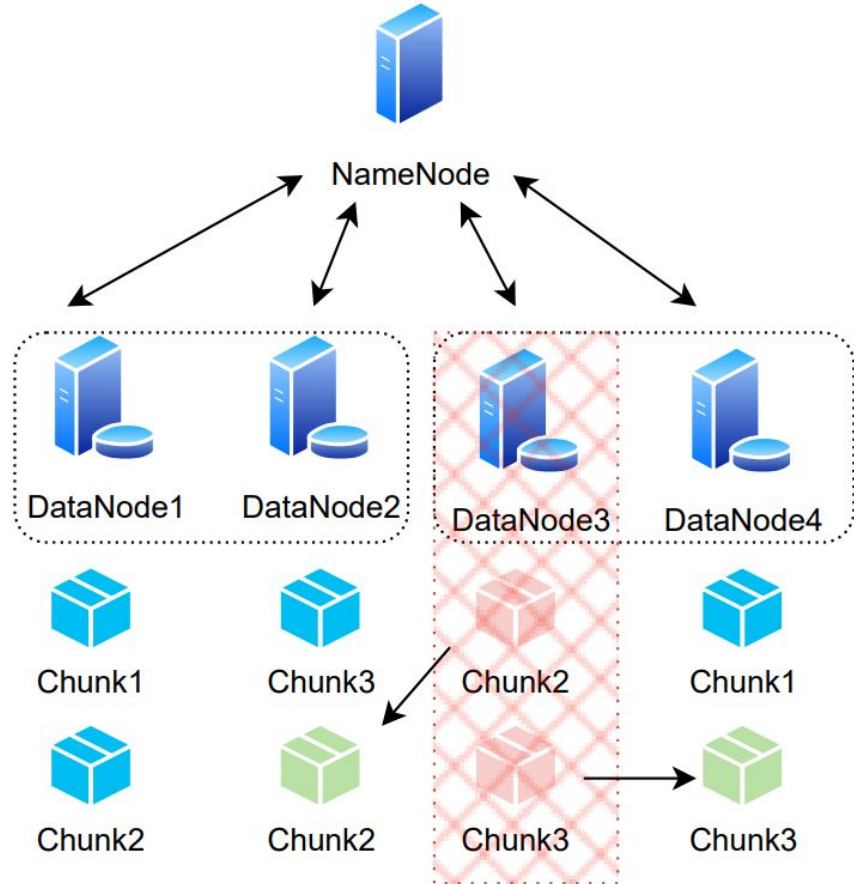 NameNode
DataNode1
DataNode2
DataNode3
DataNode4
Chunk1
Chunk3
Chunk2
Chunk1
Chunk2
Chunk2
Chunk3
Chunk3